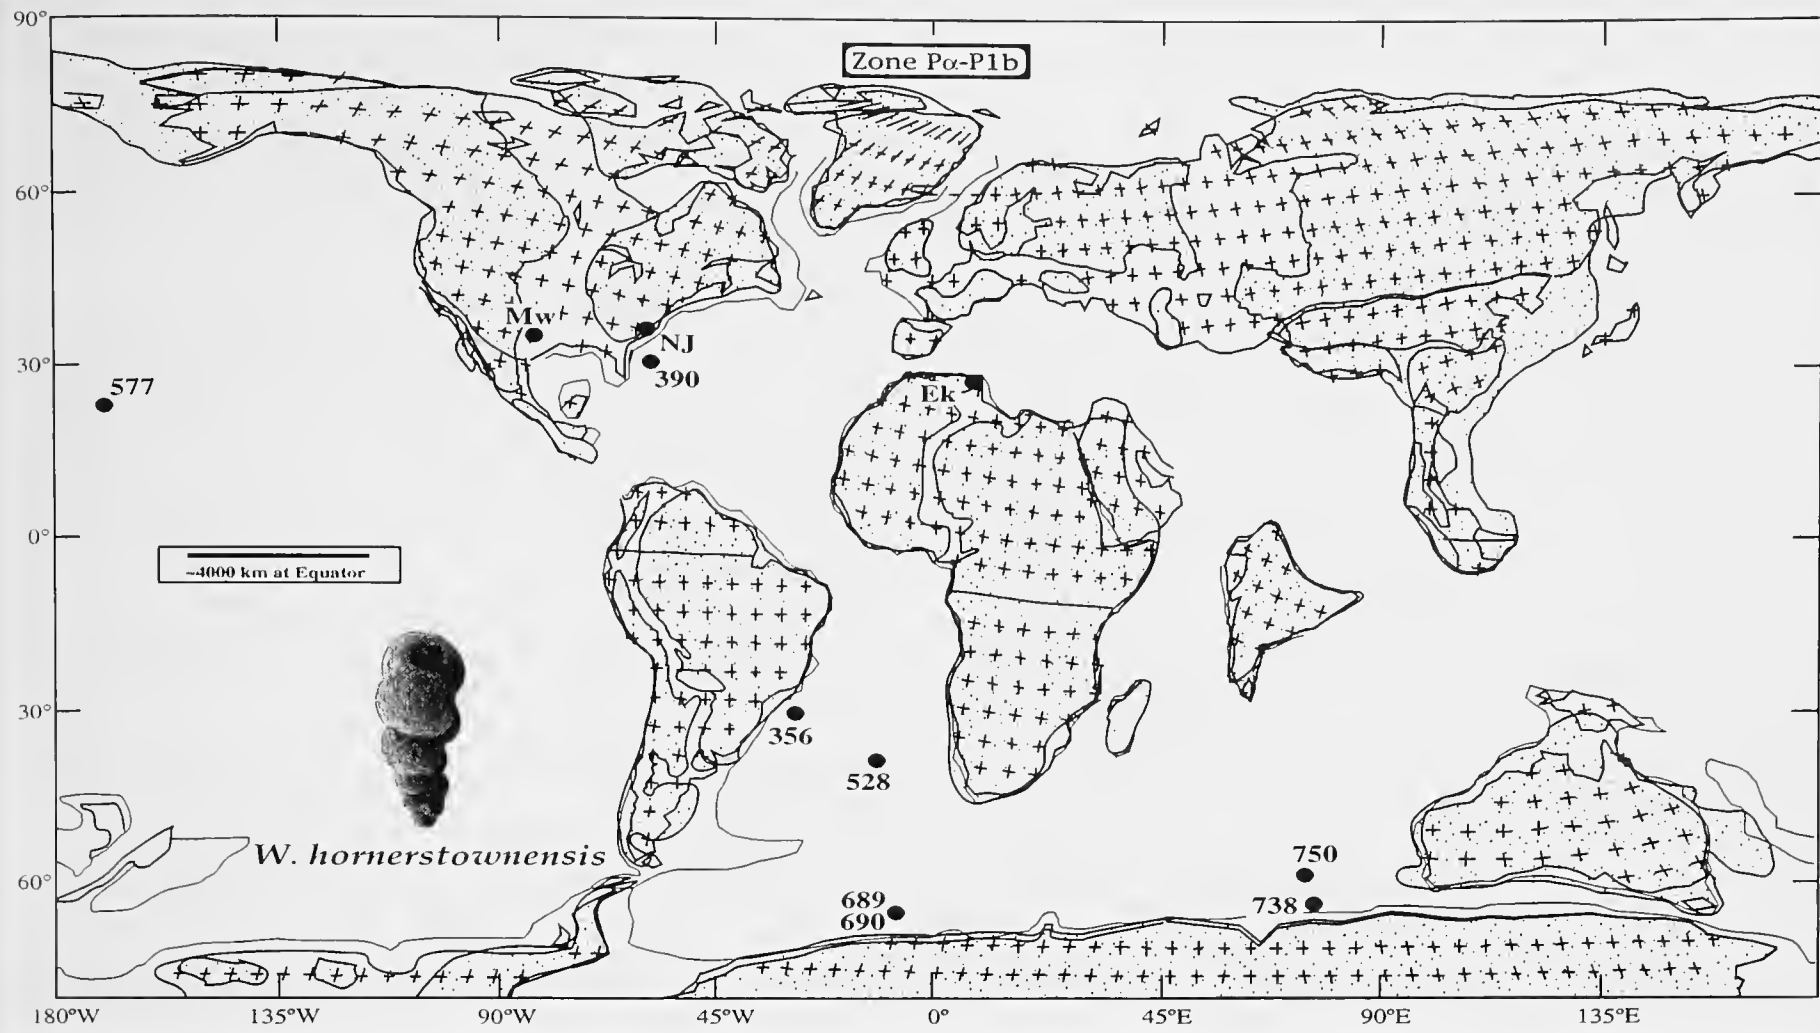 90°
Zone Pα-P1b
60°
Mw
NJ
30°
390
577
Ek
0°
~4000 km at Equator
30°
356
528
W. hornerstownensis
750
60°
689
738
690
180°W
135°W
90°W
45°W
0°
45°E
90°E
135°E